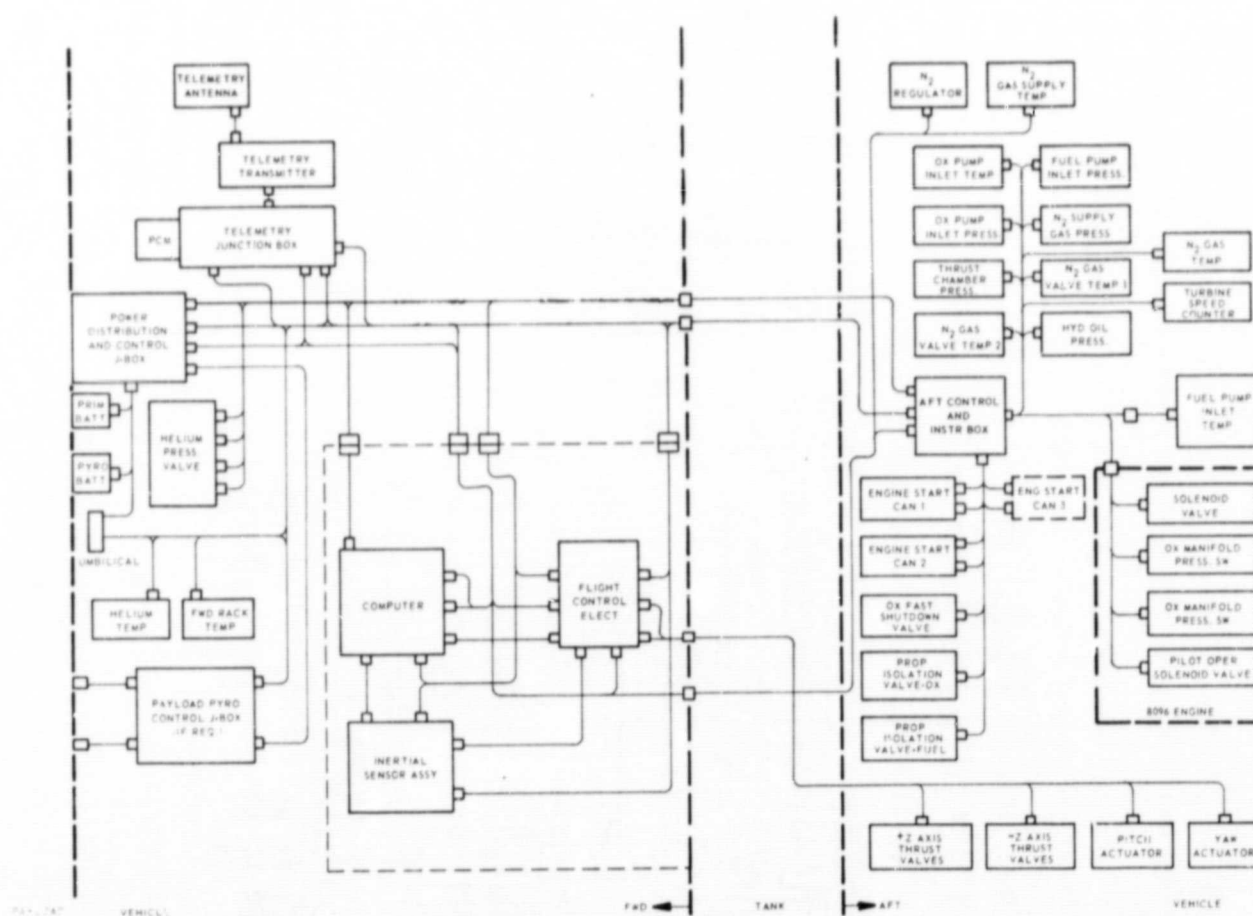 TELEMETRY
ANTENNA
TELEMETRY
TRANSMITTER
PCM
TELEMETRY
JUNCTION BOX
POWER
DISTRIBUTION
AND CONTROL
J-BOX
PRIM
BATT
PYRO
BATT
HELIUM
PRESS.
VALVE
UMBILICAL
HELIUM
TEMP
FWD RACK
TEMP
PAYLOAD PYRO
CONTROL J-BOX
COMPUTER
FLIGHT
CONTROL
ELECT
INERTIAL
SENSOR ASSY
N2
REGULATOR
N2
GAS SUPPLY
TEMP
OX PUMP
INLET TEMP
FUEL PUMP
INLET PRESS.
OX PUMP
INLET PRESS
N2 SUPPLY
GAS PRESS
N2 GAS
TEMP
THRUST
CHAMBER
PRESS.
N2 GAS
VALVE TEMP 1
TURBINE
SPEED
COUNTER
N2 GAS
VALVE TEMP 2
HYD OIL
PRESS.
AFT CONTROL
AND
INSTR BOX
FUEL PUMP
INLET
TEMP
ENGINE START
CAN 1
ENG START
CAN 3
SOLENOID
VALVE
ENGINE START
CAN 2
OX MANIFOLD
PRESS. SW
OX FAST
SHUTDOWN
VALVE
OX MANIFOLD
PRESS. SW
PROP
ISOLATION
VALVE-OX
PILOT OPER
SOLENOID VALVE
8096 ENGINE
PROP
ISOLATION
VALVE-FUEL
+Z AXIS
THRUST
VALVES
-Z AXIS
THRUST
VALVES
PITCH
ACTUATOR
YAW
ACTUATOR
VEHICLE
FWD
TANK
AFT
VEHICLE